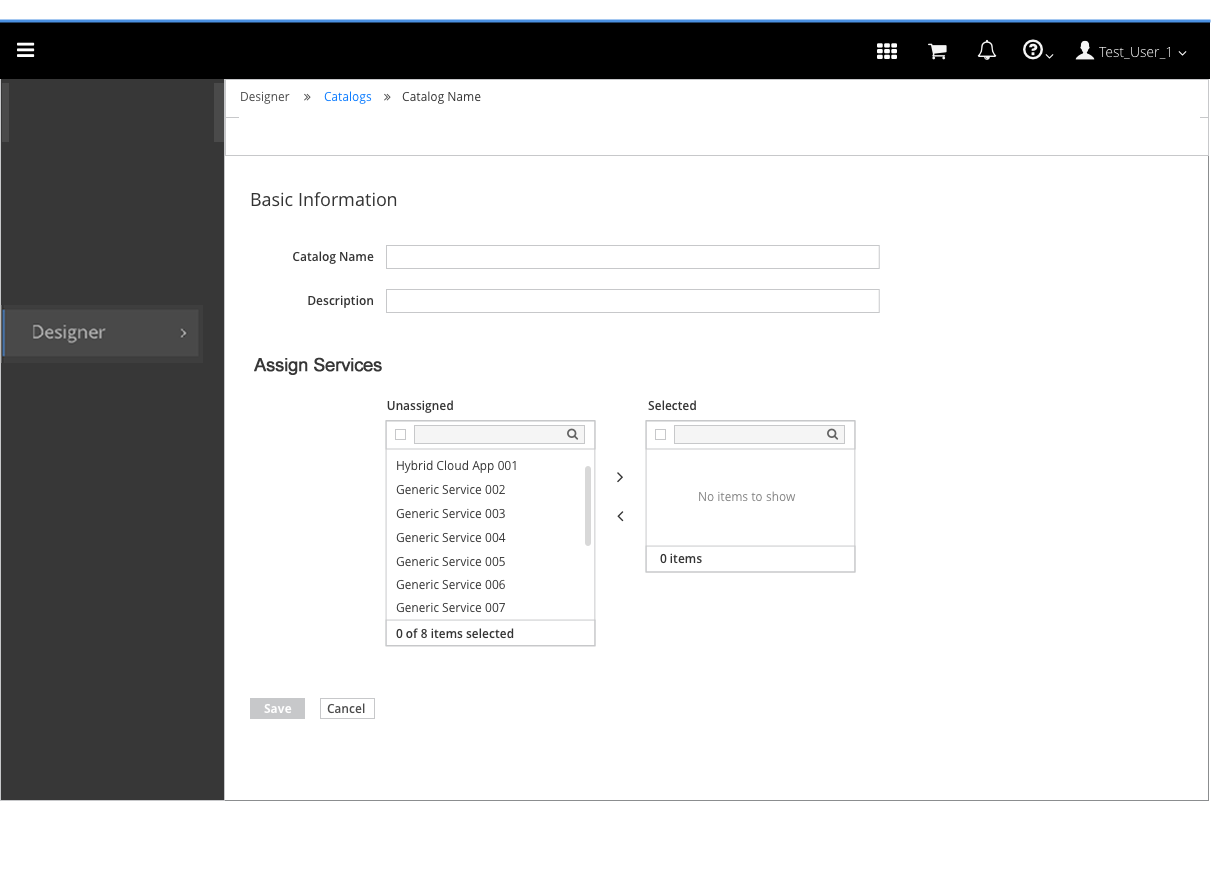 Test_User_1
Designer » Catalogs » Catalog Name
Basic Information
Catalog Name
Description
Designer
Assign Services
Unassigned
Selected
Hybrid Cloud App 001
Generic Service 002
Generic Service 003
Generic Service 004
Generic Service 005
Generic Service 006
Generic Service 007
0 of 8 items selected
No items to show
0 items
Save
Cancel